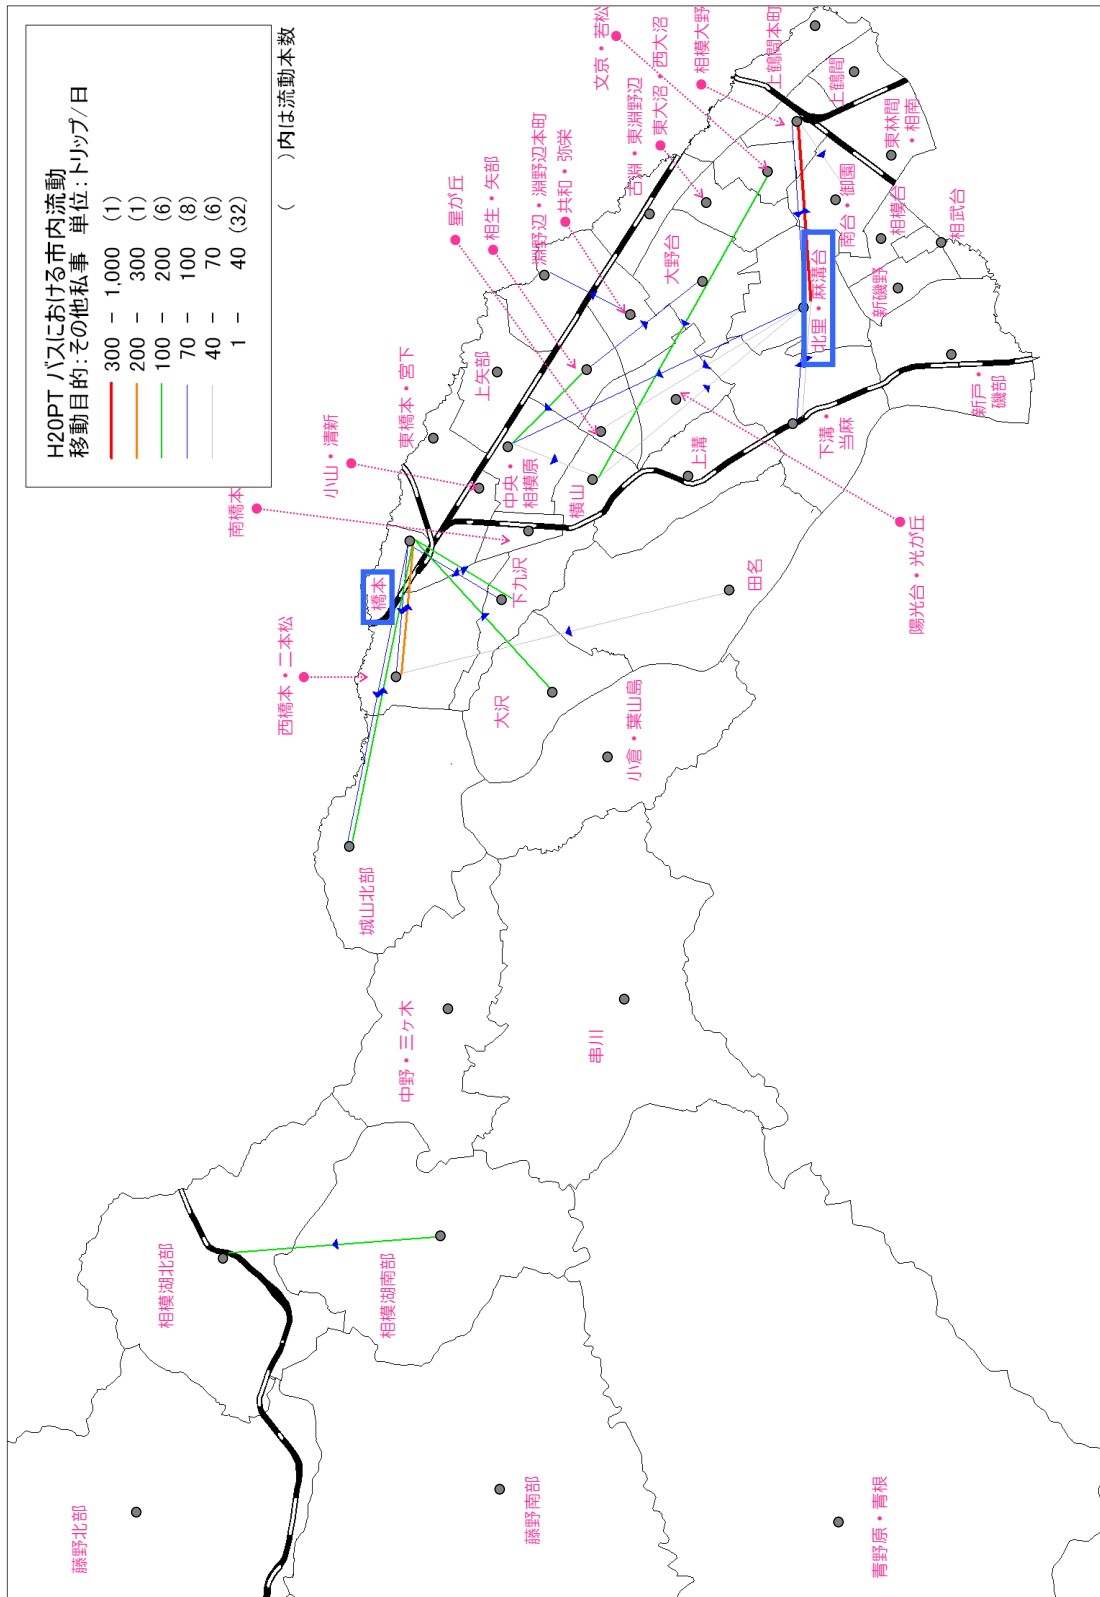 H20PT バスにおける市内流動
移動目的:その他私事 単位:トリップ/日
300 - 1,000 (1)
200 - 300 (1)
100 - 200 (6)
70 - 100 (8)
40 - 70 (6)
1 - 40 (32)
( )内は流動本数
藤野北部
相模湖北部
相模湖南部
藤野南部
青野原・青根
中野・三ヶ木
串川
城山北部
西橋本・二本松
橋本
大沢
小倉・葉山島
下九沢
田名
南橋本
小山・清新
東橋本・宮下
上矢部
中央・
相模原
横山
上溝
星が丘
相生・矢部
淵野辺・淵野辺本町
共和・弥栄
古淵・東淵野辺
東大沼・西大沼
文京・若松
相模大野
上鶴間本町
上鶴間
東林間
・相南
大野台
南台・御園
相模台
相武台
新磯野
北里・麻溝台
下溝・
当麻
新戸・
磯部
陽光台・光が丘